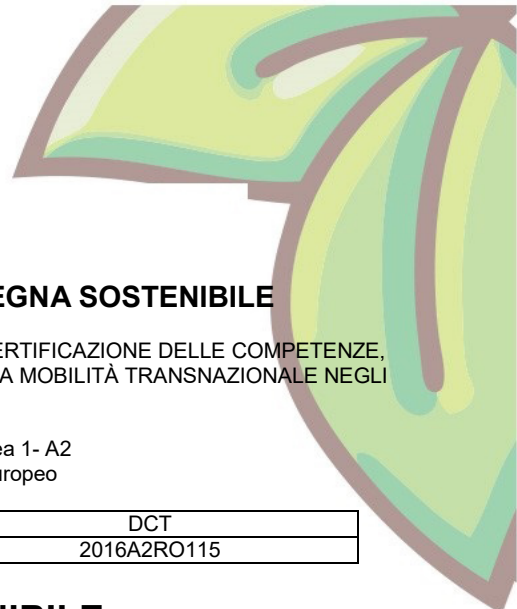 EGNA SOSTENIBILE
ERTIFICAZIONE DELLE COMPETENZE,
A MOBILITÀ TRANSNAZIONALE NEGLI
ea 1- A2
uropeo
DCT
2016A2RO115